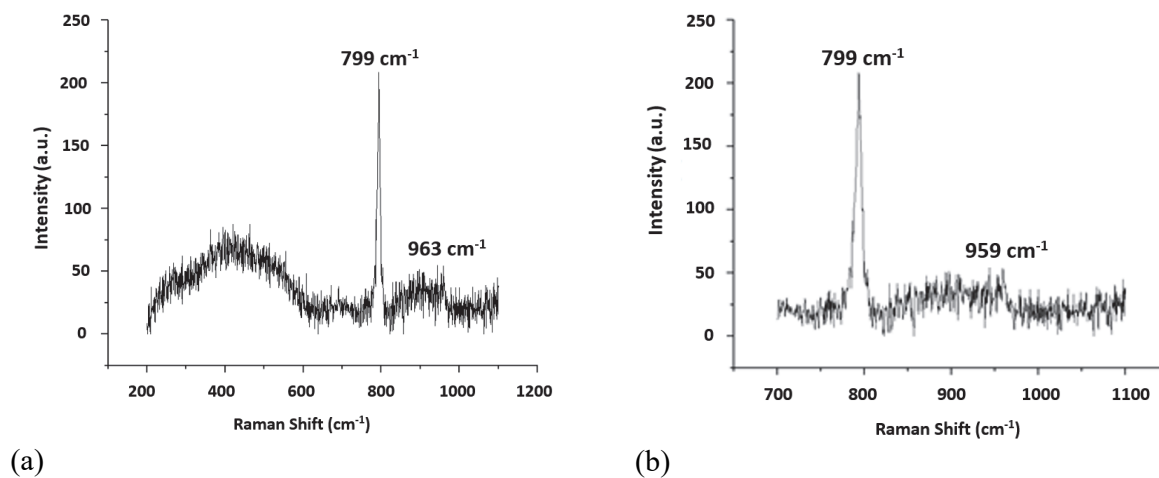 250
200
150
100
50
0
Intensity (a.u.)
799 cm⁻¹
963 cm⁻¹
200 400 600 800 1000 1200
Raman Shift (cm⁻¹)
(a)
250
200
150
100
50
0
Intensity (a.u.)
799 cm⁻¹
959 cm⁻¹
700 800 900 1000 1100
Raman Shift (cm⁻¹)
(b)